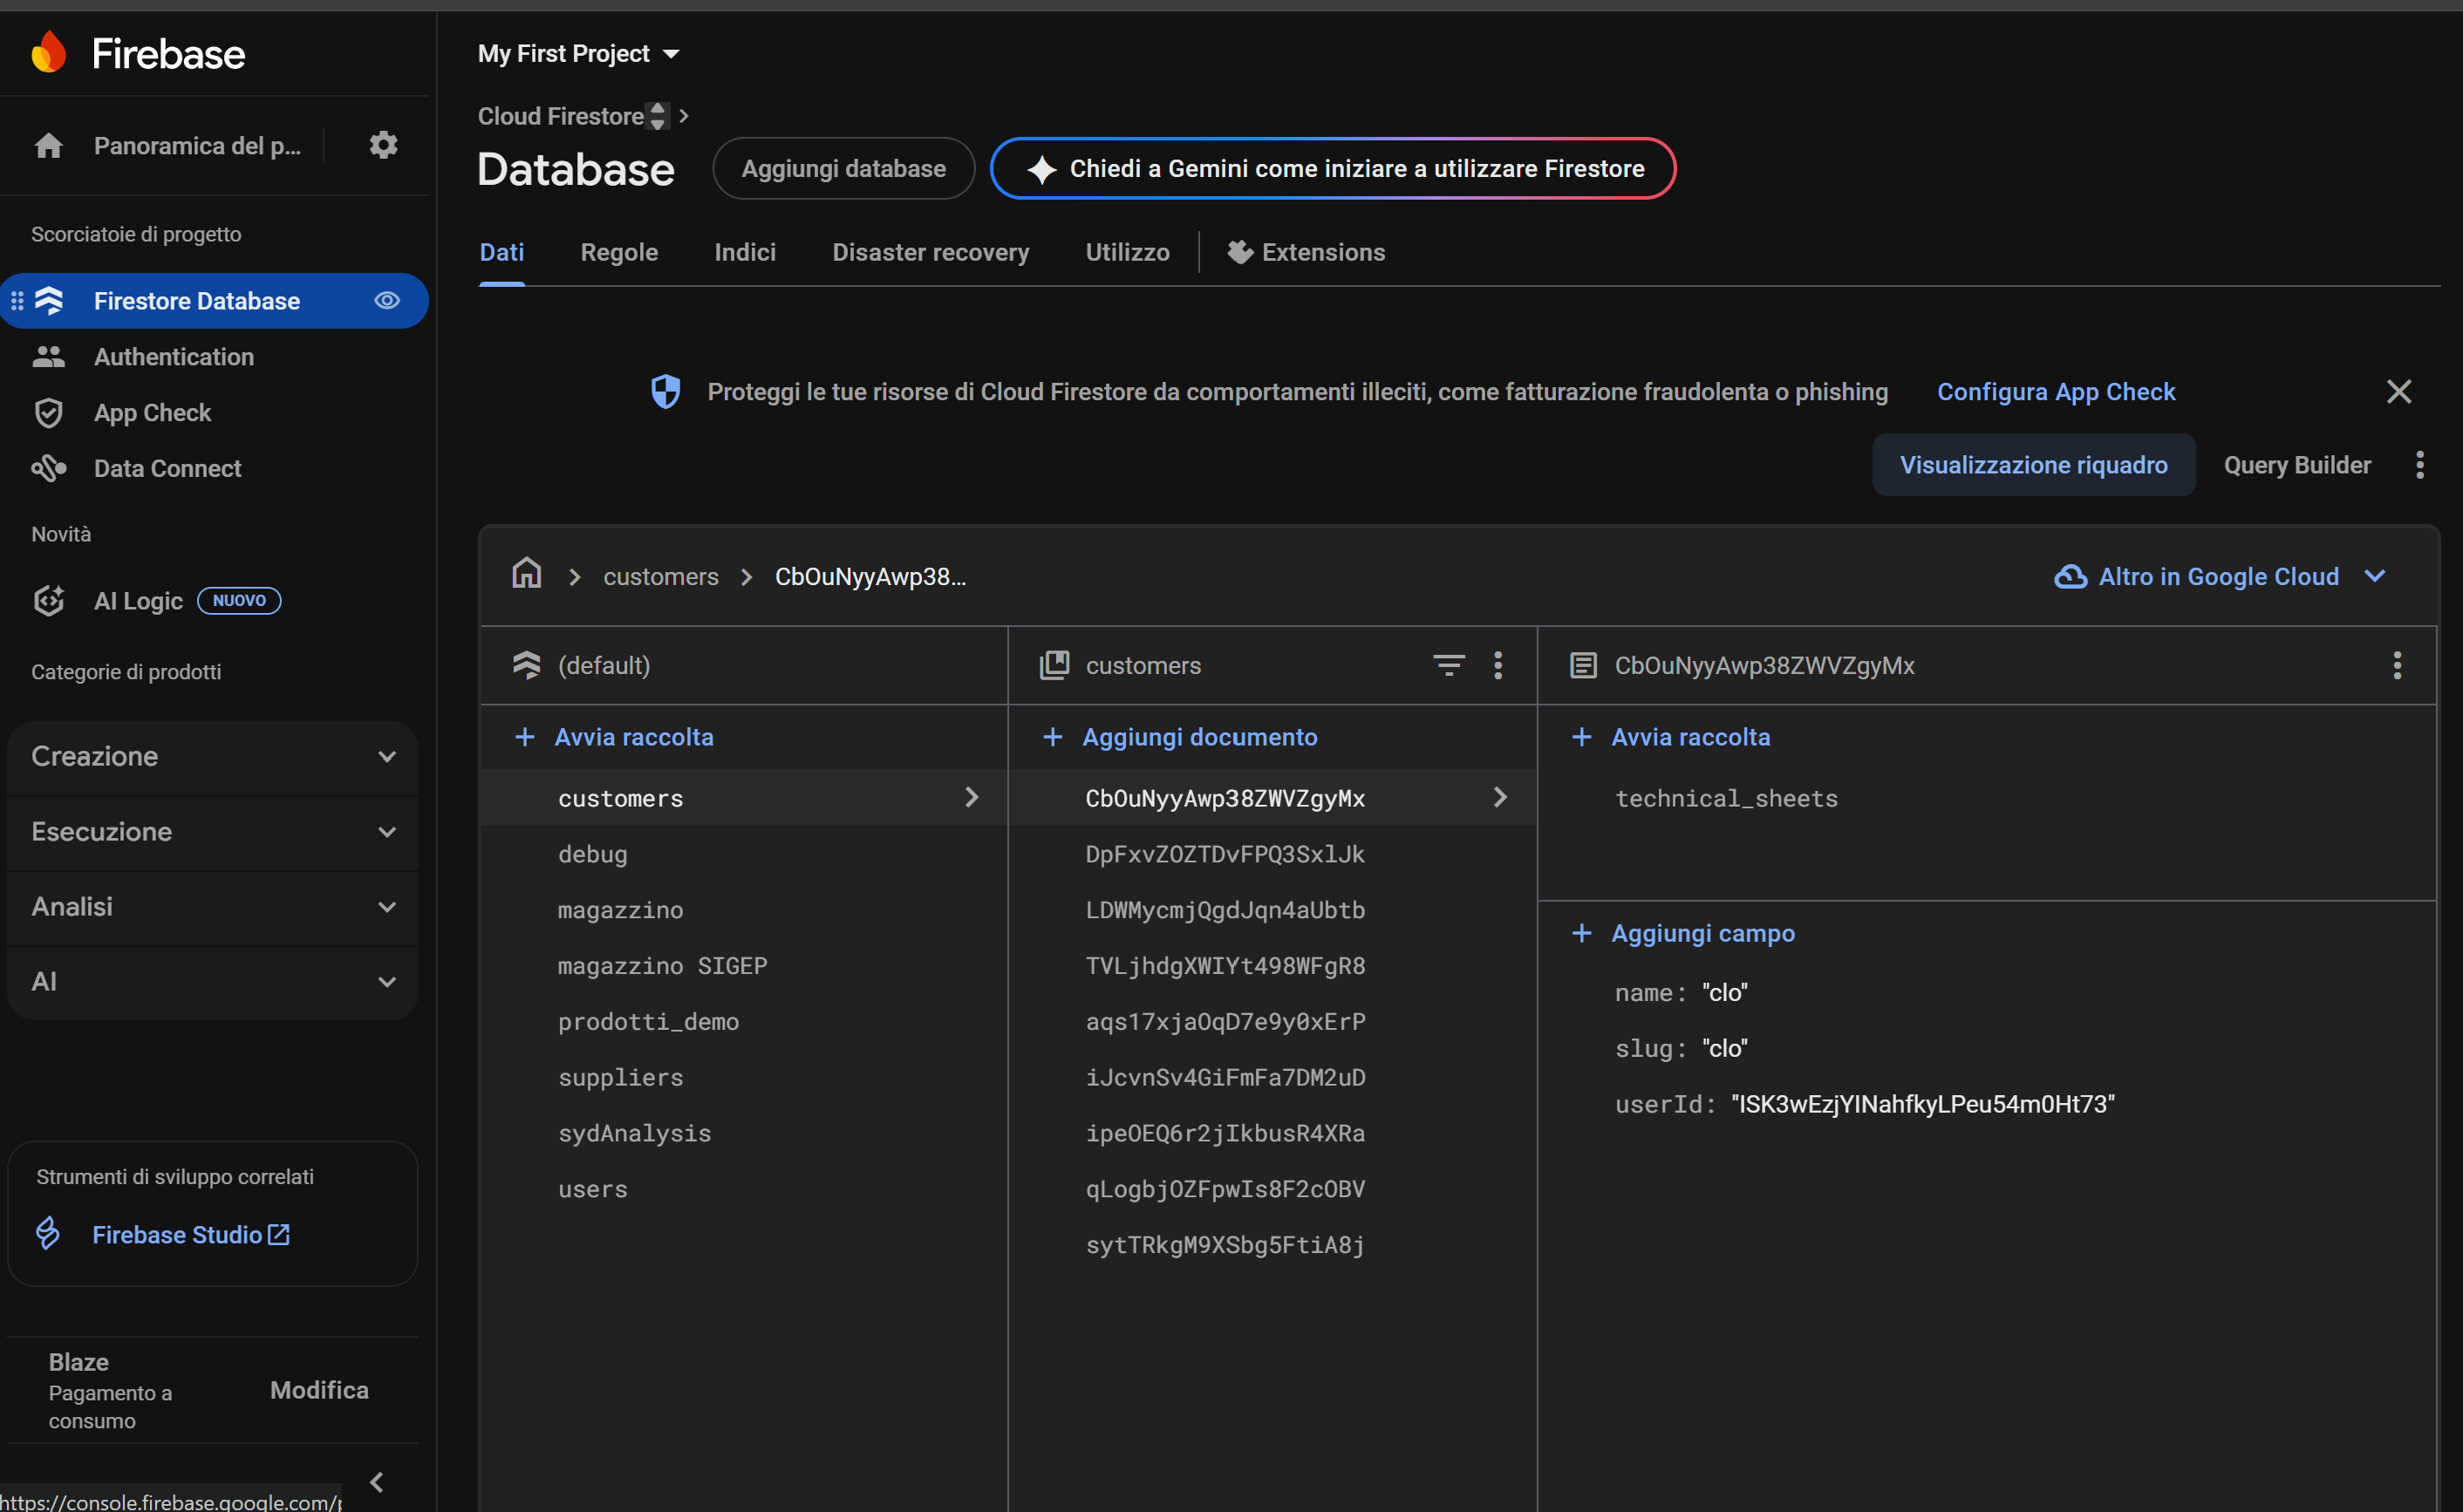 Firebase
Panoramica del p...
Scorciatoie di progetto
Firestore Database
Authentication
App Check
Data Connect
Novità
AI Logic NUOVO
Categorie di prodotti
Creazione
Esecuzione
Analisi
AI
Strumenti di sviluppo correlati
Firebase Studio
Blaze
Pagamento a
consumo
Modifica
https://console.firebase.google.com/p
My First Project
Cloud Firestore
Database
Aggiungi database
Chiedi a Gemini come iniziare a utilizzare Firestore
Dati Regole Indici Disaster recovery Utilizzo Extensions
Proteggi le tue risorse di Cloud Firestore da comportamenti illeciti, come fatturazione fraudolenta o phishing Configura App Check
Visualizzazione riquadro Query Builder
customers CbOuNyyAwp38...
Altro in Google Cloud
(default)
Avvia raccolta
customers
debug
magazzino
magazzino SIGEP
prodotti_demo
suppliers
sydAnalysis
users
customers
Aggiungi documento
CbOuNyyAwp38ZWVZgyMx
DpFxvZOZTDvFPQ3SxlJk
LDWMycmjQgdJqn4aUbtb
TVLjhdgXWIYt498WFgR8
aqs17xjaOqD7e9y0xErP
iJcvnSv4GiFmFa7DM2uD
ipeOEQ6r2jIkbusR4XRa
qLogbjOZFpwIs8F2cOBV
sytTRkgM9XSbg5FtiA8j
CbOuNyyAwp38ZWVZgyMx
Avvia raccolta
technical_sheets
Aggiungi campo
name: "clo"
slug: "clo"
userId: "ISK3wEzjYINahfkyLPeu54m0Ht73"